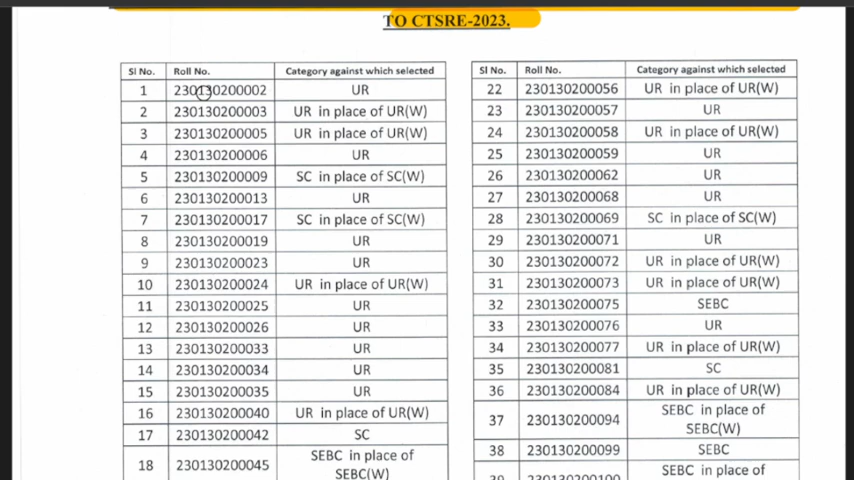 TO CTSRE-2023.
Sl No. Roll No. Category against which selected
1 230130200002 UR
2 230130200003 UR in place of UR(W)
3 230130200005 UR in place of UR(W)
4 230130200006 UR
5 230130200009 SC in place of SC(W)
6 230130200013 UR
7 230130200017 SC in place of SC(W)
8 230130200019 UR
9 230130200023 UR
10 230130200024 UR in place of UR(W)
11 230130200025 UR
12 230130200026 UR
13 230130200033 UR
14 230130200034 UR
15 230130200035 UR
16 230130200040 UR in place of UR(W)
17 230130200042 SC
18 230130200045 SEBC in place of
SEBC(W)
Sl No. Roll No. Category against which selected
22 230130200056 UR in place of UR(W)
23 230130200057 UR
24 230130200058 UR in place of UR(W)
25 230130200059 UR
26 230130200062 UR
27 230130200068 UR
28 230130200069 SC in place of SC(W)
29 230130200071 UR
30 230130200072 UR in place of UR(W)
31 230130200073 UR in place of UR(W)
32 230130200075 SEBC
33 230130200076 UR
34 230130200077 UR in place of UR(W)
35 230130200081 SC
36 230130200084 UR in place of UR(W)
37 230130200094 SEBC in place of
SEBC(W)
38 230130200099 SEBC
SEBC in place of